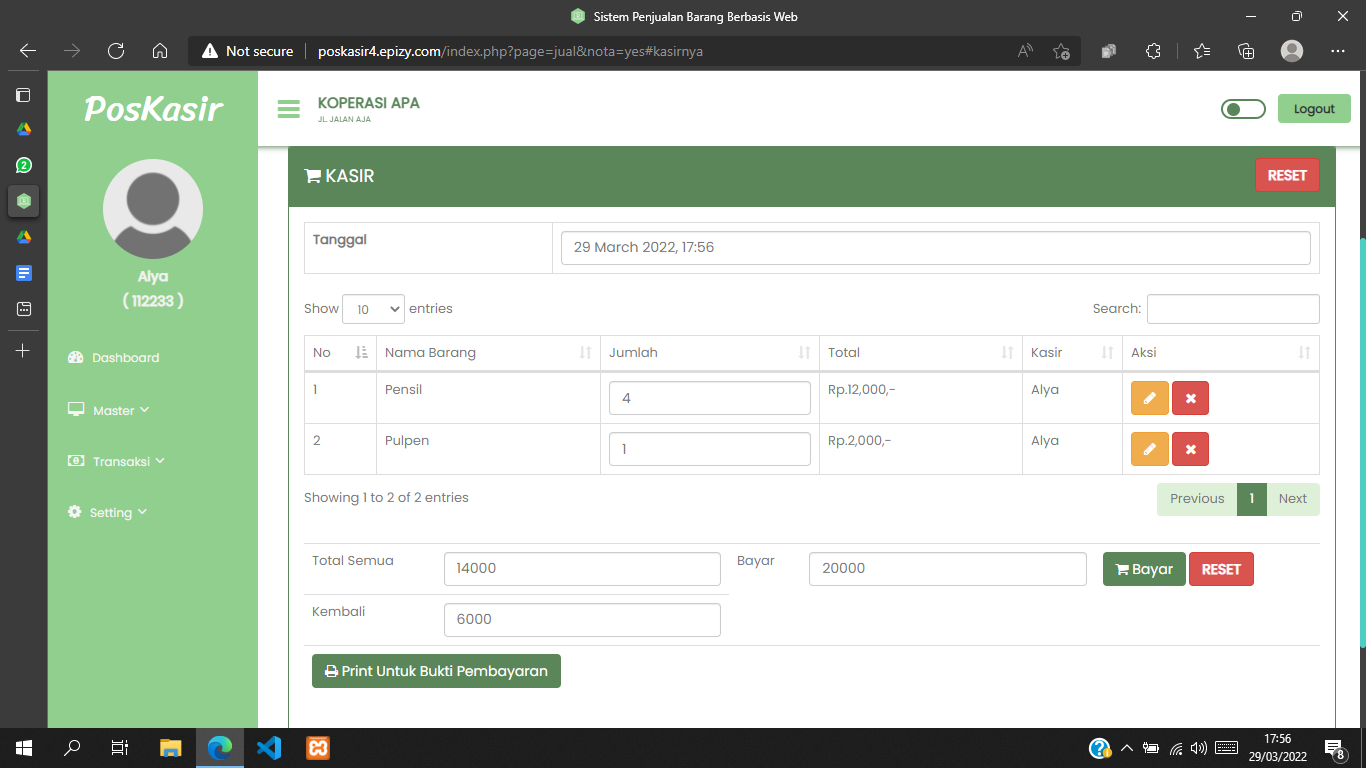 Sistem Penjualan Barang Berbasis Web
Not secure
poskasir4.epizy.com/index.php?page=jual&nota=yes#kasirnya
PosKasir
Alya
( 112233 )
Dashboard
Master
Transaksi
Setting
KOPERASI APA
JL. JALAN AJA
Logout
KASIR
RESET
Tanggal
29 March 2022, 17:56
Show 10 entries
Search:
No Nama Barang Jumlah Total Kasir Aksi
1 Pensil 4 Rp.12,000,- Alya
2 Pulpen 1 Rp.2,000,- Alya
Showing 1 to 2 of 2 entries
Previous 1 Next
Total Semua 14000 Bayar 20000 Bayar RESET
Kembali 6000
Print Untuk Bukti Pembayaran
2
17:56
29/03/2022
8